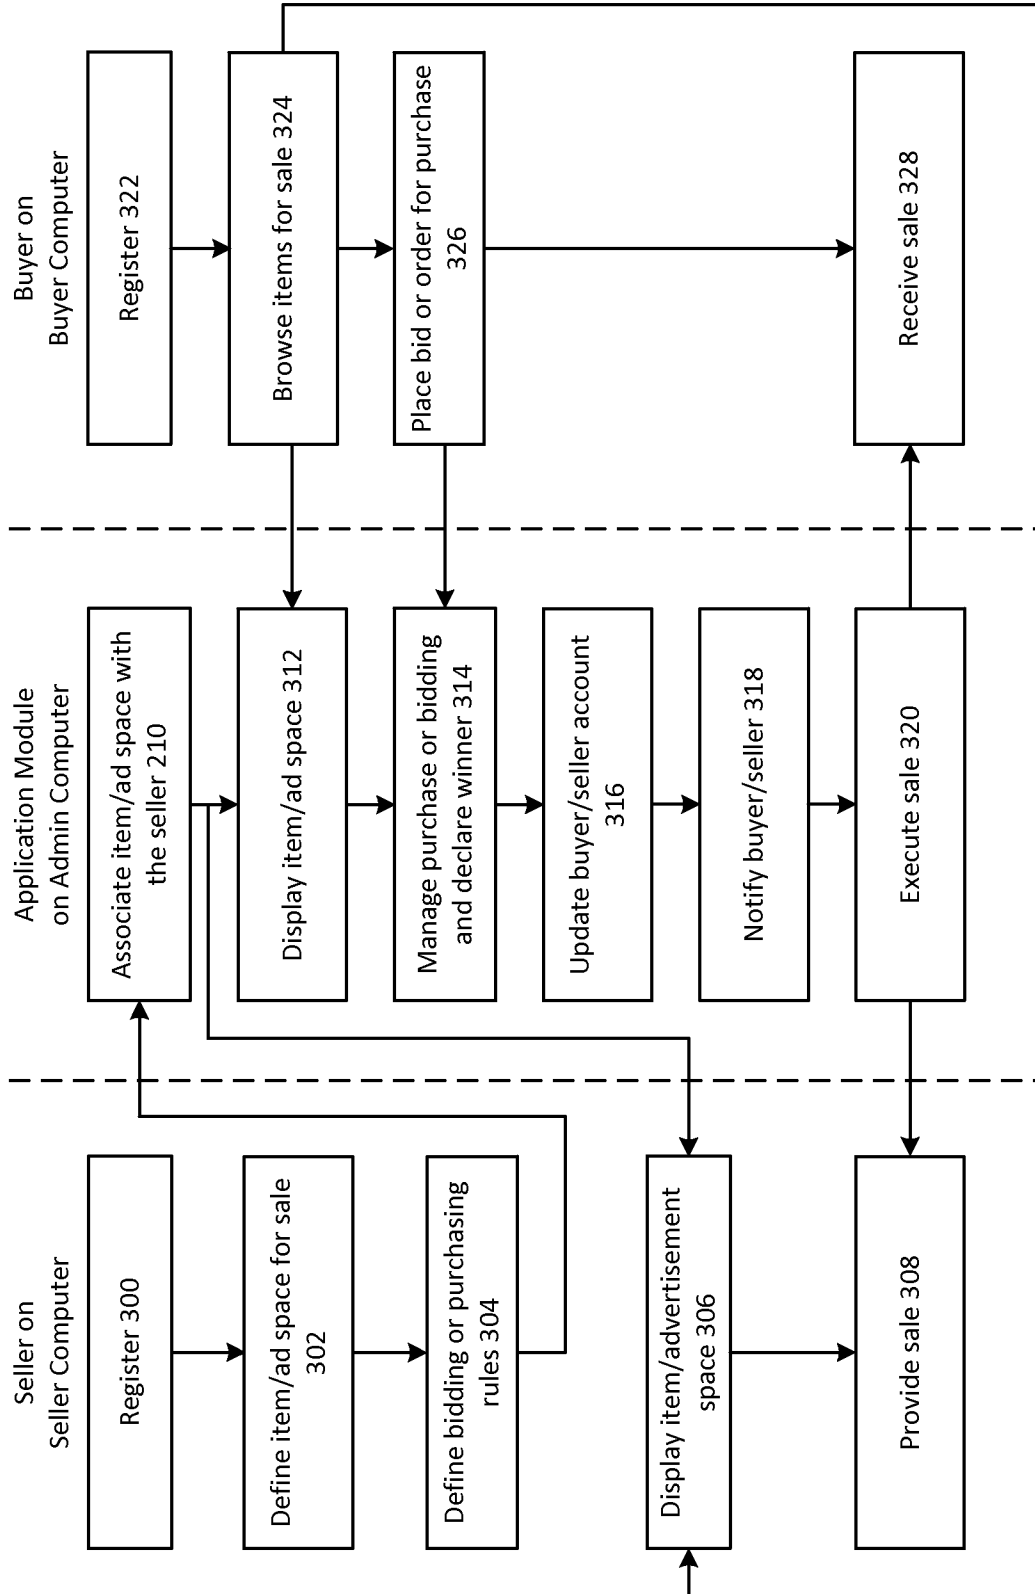 Seller on
Seller Computer
Register 300
Define item/ad space for sale
302
Define bidding or purchasing
rules 304
Display item/advertisement
space 306
Provide sale 308
Application Module
on Admin Computer
Associate item/ad space with
the seller 210
Display item/ad space 312
Manage purchase or bidding
and declare winner 314
Update buyer/seller account
316
Notify buyer/seller 318
Execute sale 320
Buyer on
Buyer Computer
Register 322
Browse items for sale 324
Place bid or order for purchase
326
Receive sale 328